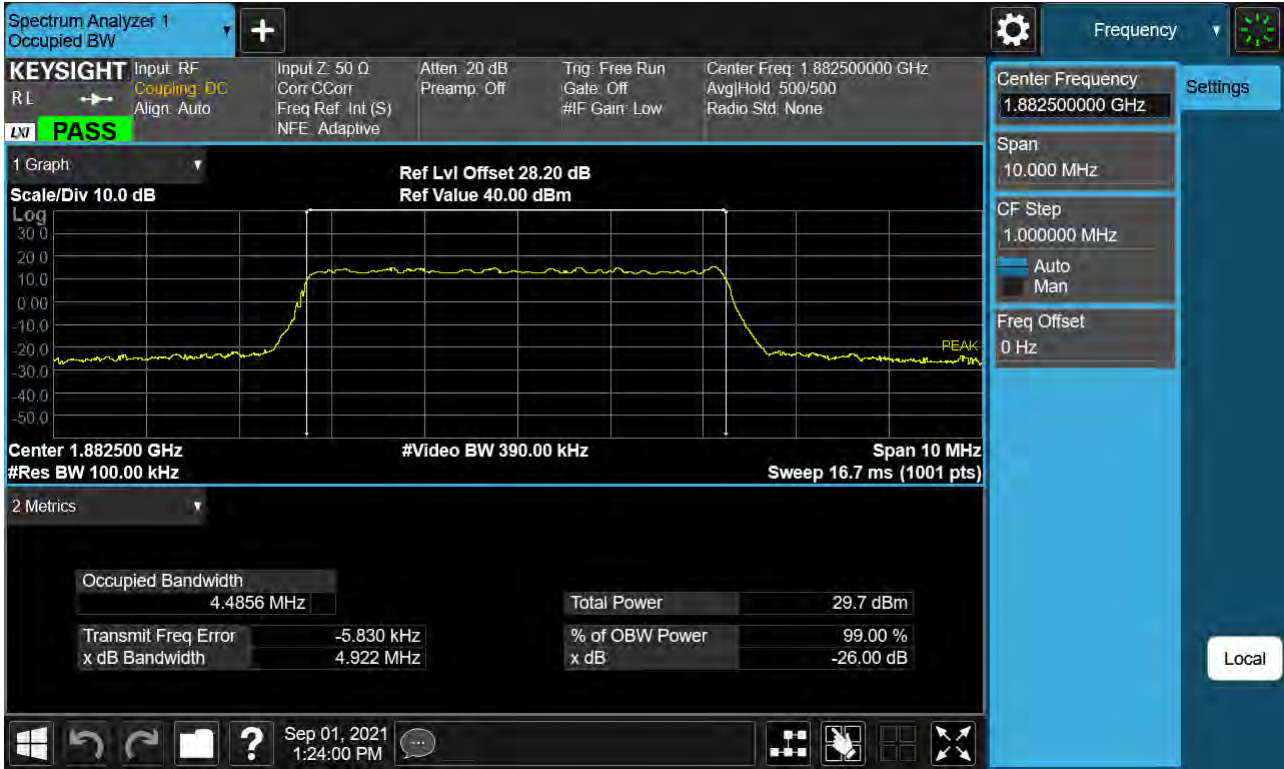 Spectrum Analyzer 1
Occupied BW
+
Frequency
KEYSIGHT
RL
LXI
PASS
Input: RF
Coupling: DC
Align: Auto
Input Z: 50 Ω
Corr CCorr
Freq Ref: Int (S)
NFE: Adaptive
Atten: 20 dB
Preamp: Off
Trig: Free Run
Gate: Off
#IF Gain: Low
Center Freq: 1.882500000 GHz
Avg|Hold: 500/500
Radio Std: None
1 Graph
Scale/Div 10.0 dB
Ref Lvl Offset 28.20 dB
Ref Value 40.00 dBm
Log
30.0
20.0
10.0
0.00
-10.0
-20.0
-30.0
-40.0
-50.0
PEAK
Center 1.882500 GHz
#Video BW 390.00 kHz
Span 10 MHz
#Res BW 100.00 kHz
Sweep 16.7 ms (1001 pts)
2 Metrics
Occupied Bandwidth
4.4856 MHz
Total Power 29.7 dBm
Transmit Freq Error -5.830 kHz
% of OBW Power 99.00 %
x dB Bandwidth 4.922 MHz
x dB -26.00 dB
Center Frequency
1.882500000 GHz
Settings
Span
10.000 MHz
CF Step
1.000000 MHz
Auto
Man
Freq Offset
0 Hz
Local
?
Sep 01, 2021
1:24:00 PM